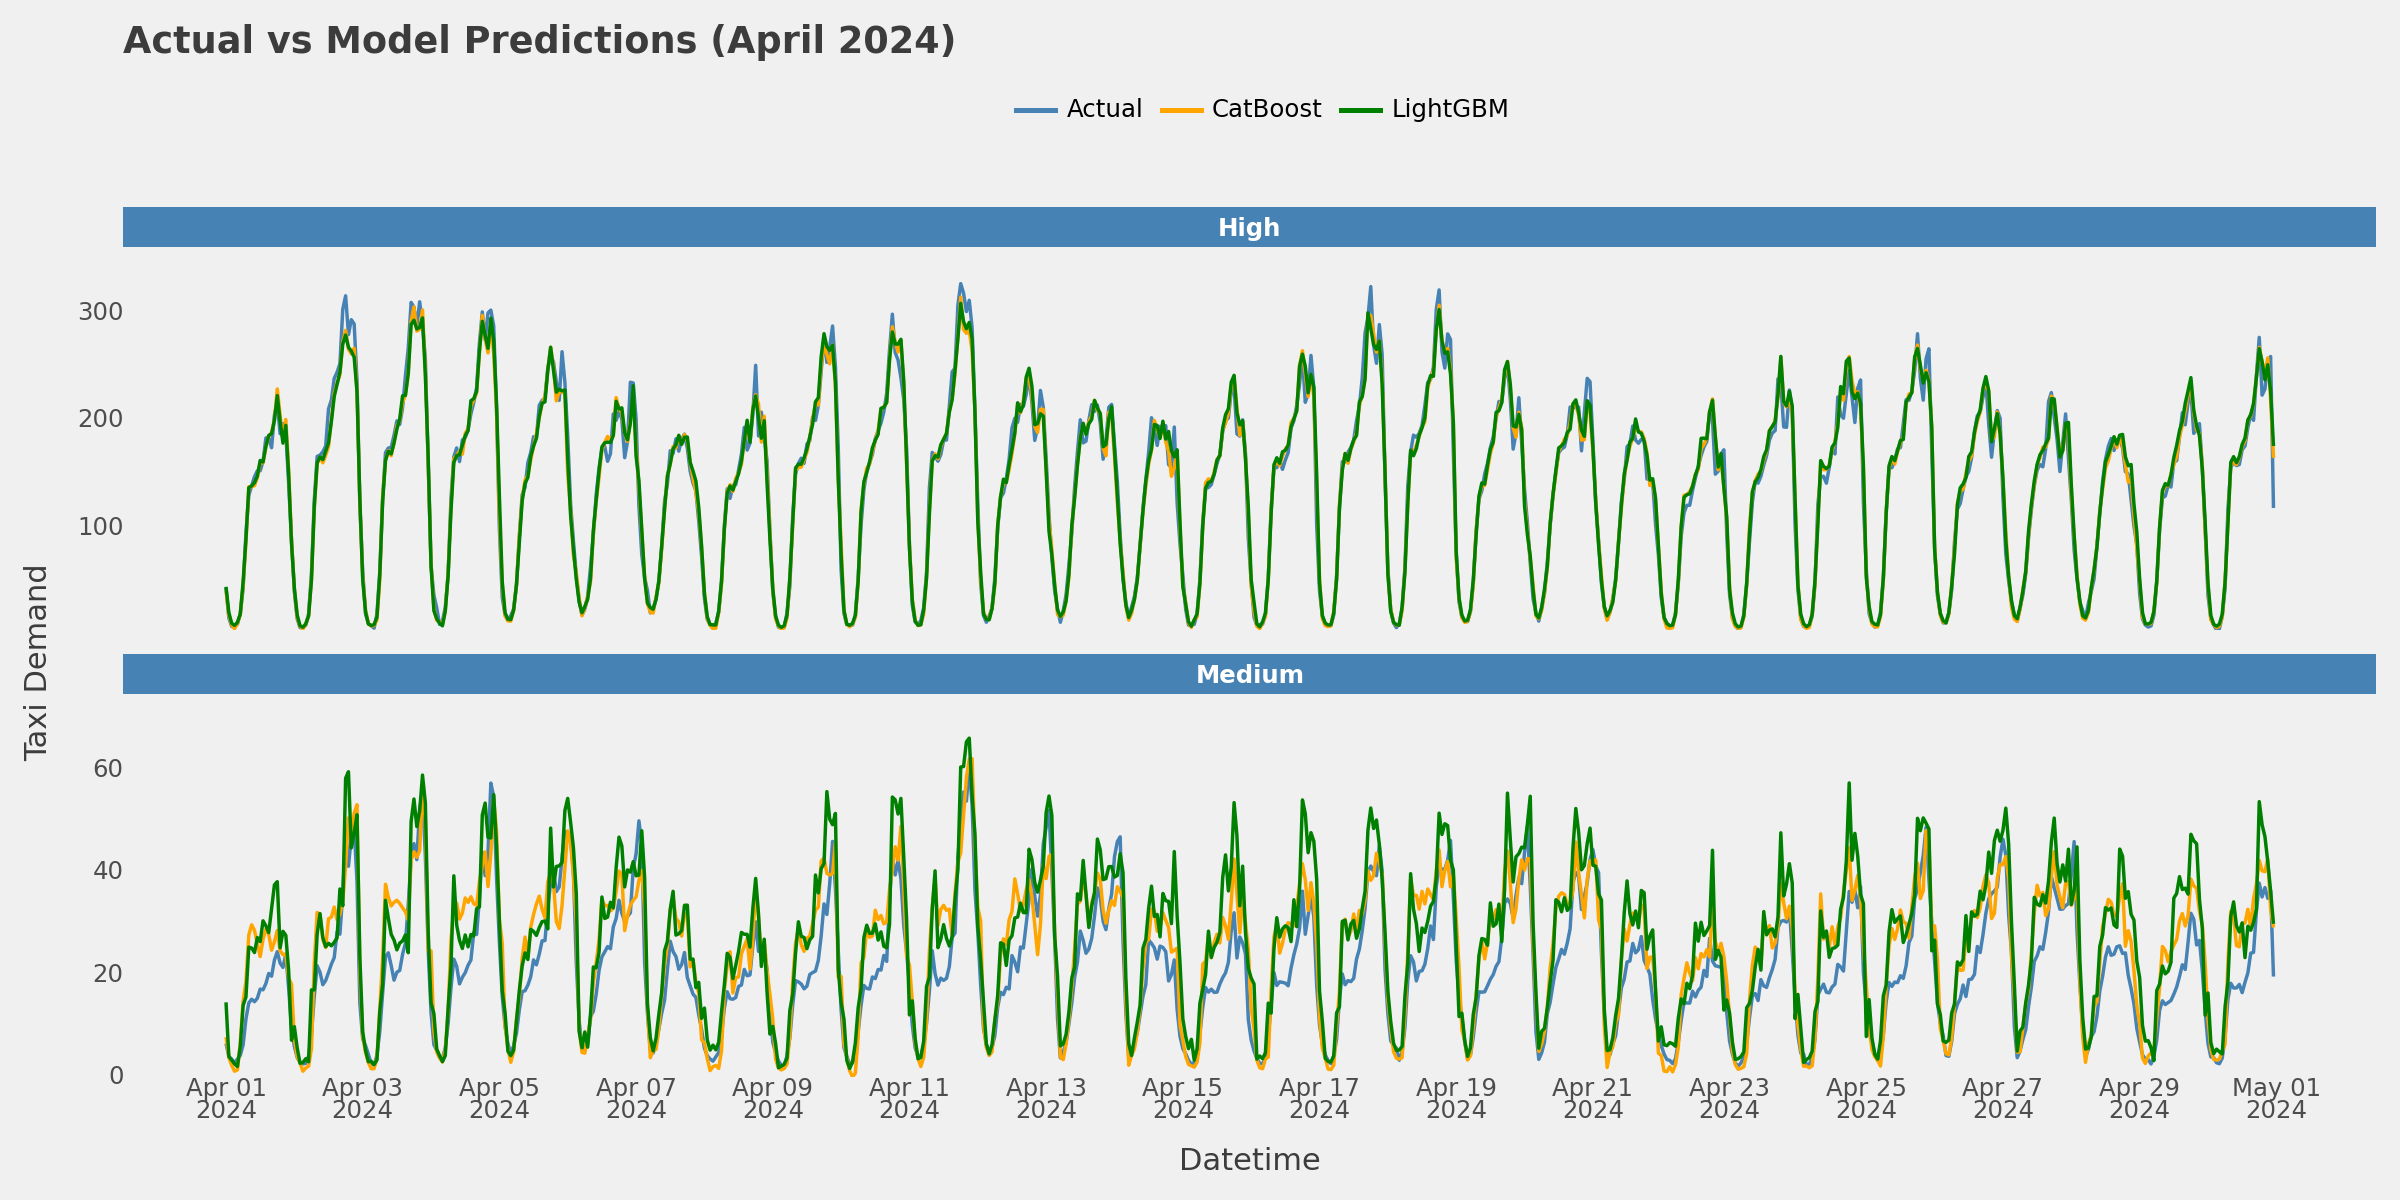 Actual vs Model Predictions (April 2024)
Actual CatBoost LightGBM
High
300
200
100
Taxi Demand
Medium
60
40
20
0
Apr 01 Apr 03 Apr 05 Apr 07 Apr 09 Apr 11 Apr 13 Apr 15 Apr 17 Apr 19 Apr 21 Apr 23 Apr 25 Apr 27 Apr 29 May 01
2024 2024 2024 2024 2024 2024 2024 2024 2024 2024 2024 2024 2024 2024 2024 2024
Datetime